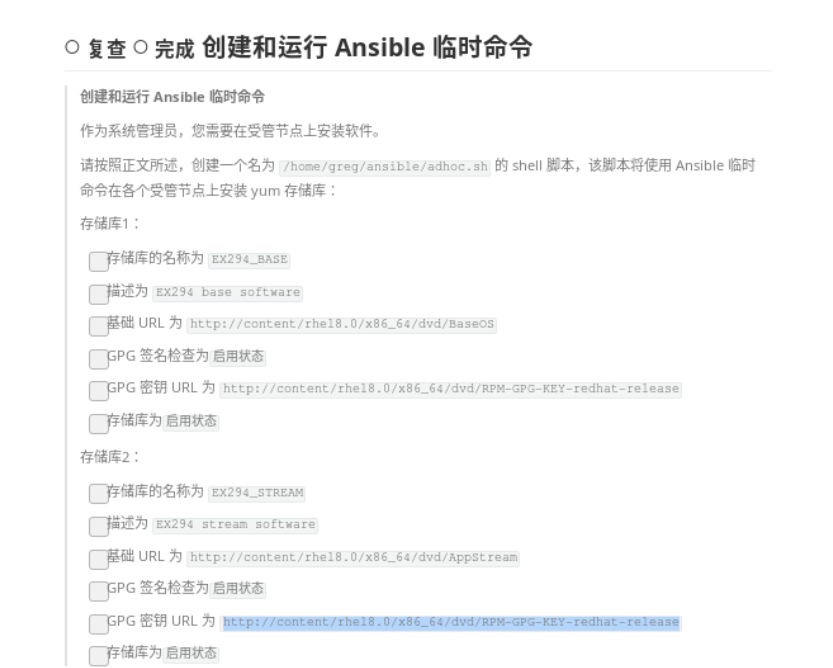 复查 完成 创建和运行 Ansible 临时命令
创建和运行 Ansible 临时命令
作为系统管理员，您需要在受管节点上安装软件。
请按照正文所述，创建一个名为 /home/greg/ansible/adhoc.sh 的 shell 脚本，该脚本将使用 Ansible 临时
命令在各个受管节点上安装 yum 存储库：
存储库1：
存储库的名称为 EX294_BASE
描述为 EX294 base software
基础 URL 为 http://content/rhel8.0/x86_64/dvd/BaseOS
GPG 签名检查为 启用状态
GPG 密钥 URL 为 http://content/rhel8.0/x86_64/dvd/RPM-GPG-KEY-redhat-release
存储库为 启用状态
存储库2：
存储库的名称为 EX294_STREAM
描述为 EX294 stream software
基础 URL 为 http://content/rhel8.0/x86_64/dvd/AppStream
GPG 签名检查为 启用状态
GPG 密钥 URL 为 http://content/rhel8.0/x86_64/dvd/RPM-GPG-KEY-redhat-release
存储库为 启用状态